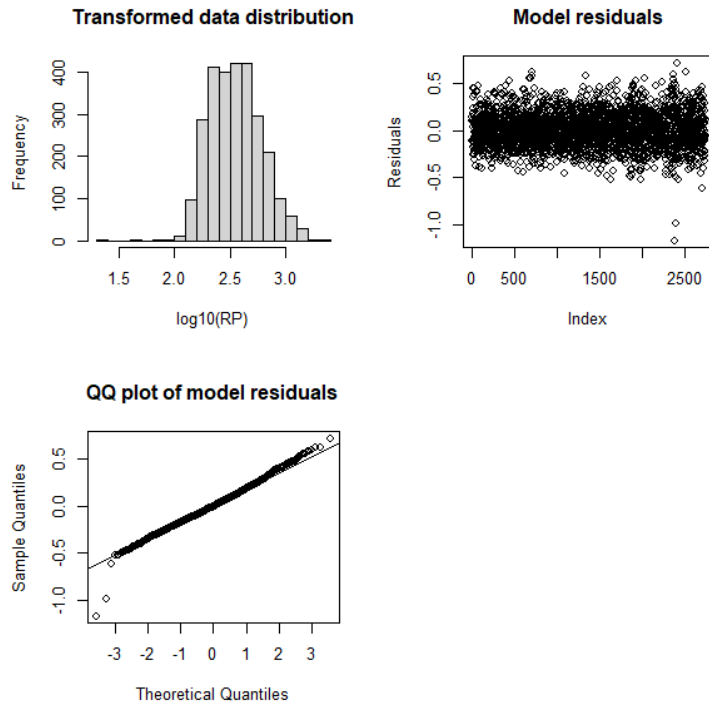 Transformed data distribution
Frequency
0 100 200 300 400
1.5 2.0 2.5 3.0
log10(RP)
Model residuals
Residuals
-1.0 -0.5 0.0 0.5
0 500 1500 2500
Index
QQ plot of model residuals
Sample Quantiles
-1.0 -0.5 0.0 0.5
-3 -2 -1 0 1 2 3
Theoretical Quantiles